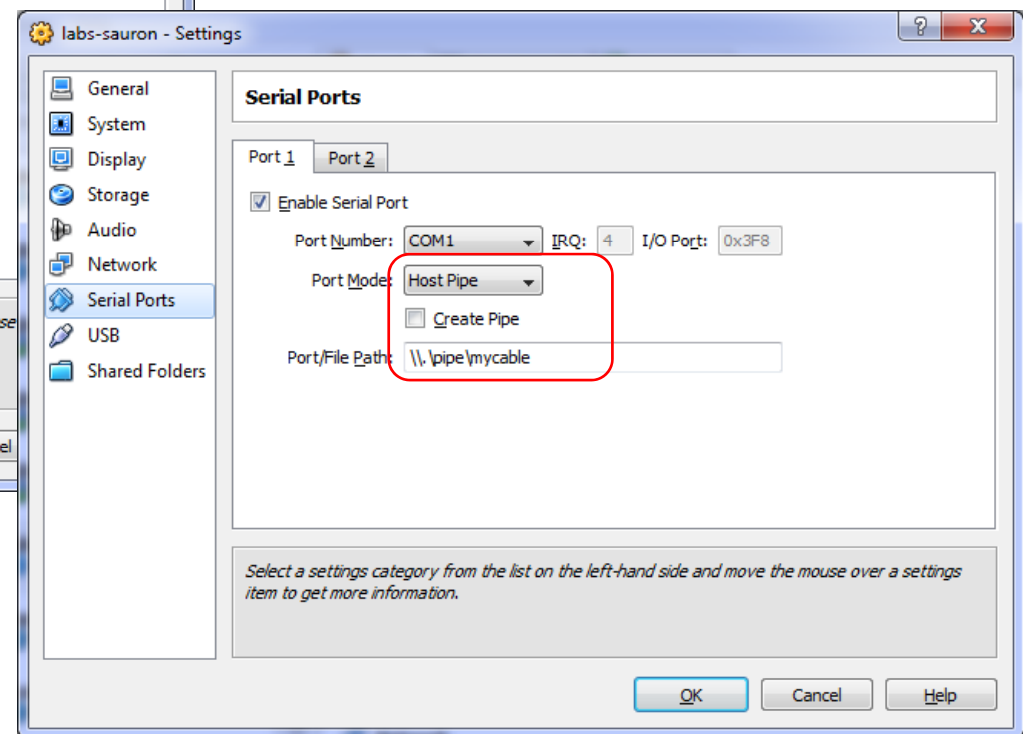 labs-sauron - Settings
?
X
General
System
Display
Storage
Audio
Network
Serial Ports
USB
Shared Folders
Serial Ports
Port 1 Port 2
Enable Serial Port
Port Number: COM1 IRQ: 4 I/O Port: 0x3F8
Port Mode: Host Pipe
Create Pipe
Port/File Path: \\.\pipe\mycable
Select a settings category from the list on the left-hand side and move the mouse over a settings
item to get more information.
OK Cancel Help
se
el